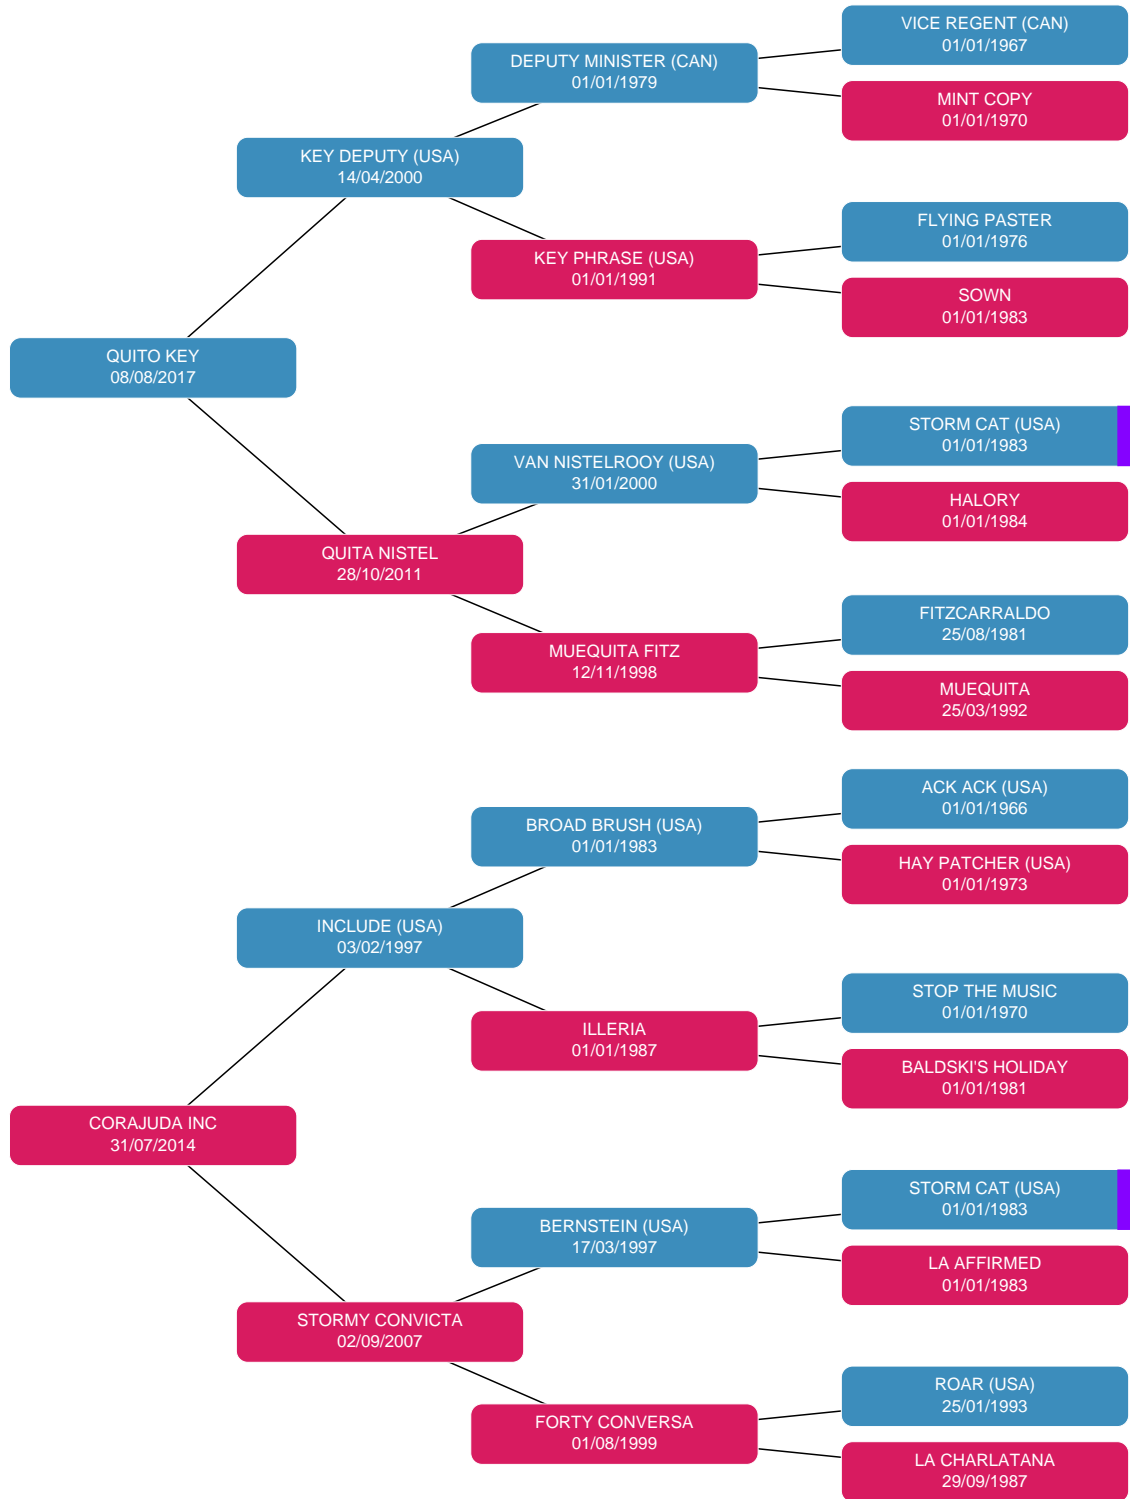 VICE REGENT (CAN)
01/01/1967
DEPUTY MINISTER (CAN)
01/01/1979
MINT COPY
01/01/1970
KEY DEPUTY (USA)
14/04/2000
FLYING PASTER
01/01/1976
KEY PHRASE (USA)
01/01/1991
SOWN
01/01/1983
QUITO KEY
08/08/2017
STORM CAT (USA)
01/01/1983
VAN NISTELROOY (USA)
31/01/2000
HALORY
01/01/1984
QUITA NISTEL
28/10/2011
FITZCARRALDO
25/08/1981
MUEQUITA FITZ
12/11/1998
MUEQUITA
25/03/1992
ACK ACK (USA)
01/01/1966
BROAD BRUSH (USA)
01/01/1983
HAY PATCHER (USA)
01/01/1973
INCLUDE (USA)
03/02/1997
STOP THE MUSIC
01/01/1970
ILLERIA
01/01/1987
BALDSKI'S HOLIDAY
01/01/1981
CORAJUDA INC
31/07/2014
STORM CAT (USA)
01/01/1983
BERNSTEIN (USA)
17/03/1997
LA AFFIRMED
01/01/1983
STORMY CONVICTA
02/09/2007
ROAR (USA)
25/01/1993
FORTY CONVERSA
01/08/1999
LA CHARLATANA
29/09/1987